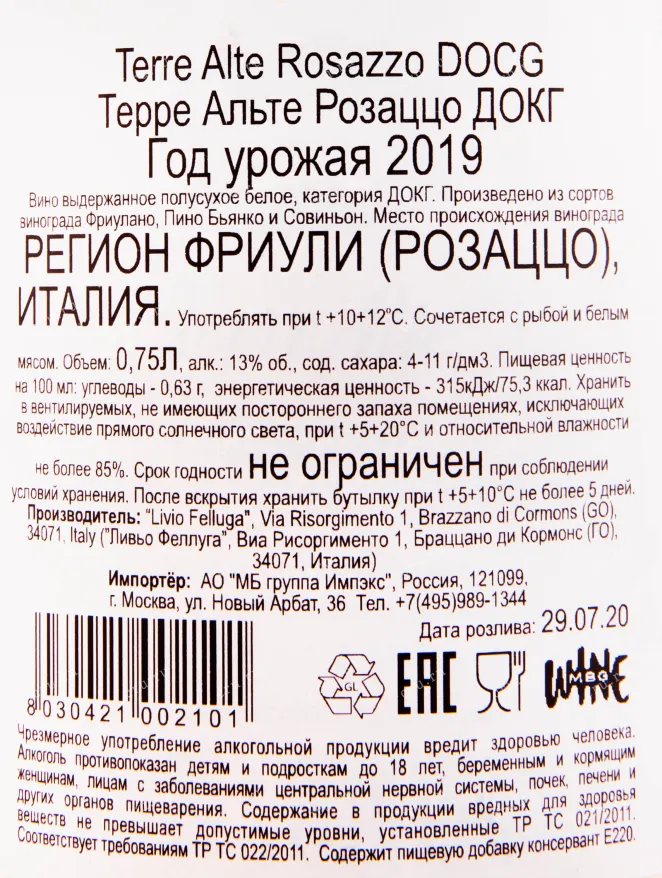 Terre Alte Rosazzo DOCG
Терре Альте Розаццо ДОКГ
Год урожая 2019
Вино выдержанное полусухое белое, категория ДОКГ. Произведено из сортов
винограда Фриулано, Пино Бьянко и Совиньон. Место происхождения винограда
РЕГИОН ФРИУЛИ (РОЗАЦЦО),
ИТАЛИЯ. Употреблять при t +10+12°С. Сочетается с рыбой и белым
мясом. Объем: 0,75Л, алк.: 13% об., сод. сахара: 4-11 г/дм3. Пищевая ценность
на 100 мл: углеводы - 0,63 г, энергетическая ценность - 315кДж/75,3 ккал. Хранить
в вентилируемых, не имеющих постороннего запаха помещениях, исключающих
воздействие прямого солнечного света, при t +5+20°С и относительной влажности
не более 85%. Срок годности не ограничен при соблюдении
условий хранения. После вскрытия хранить бутылку при t +5+10°С не более 5 дней.
Производитель: "Livio Felluga", Via Risorgimento 1, Brazzano di Cormons (GO),
34071, Italy ("Ливьо Феллуга", Виа Рисоргименто 1, Браццано ди Кормонс (ГО),
34071, Италия)
Импортёр: АО "МБ группа Импэкс", Россия, 121099,
г. Москва, ул. Новый Арбат, 36 Тел. +7(495)989-1344
Дата розлива: 29.07.20
AGL
EAC
WINE
MBG
8 030421 002101
Чрезмерное употребление алкогольной продукции вредит здоровью человека.
Алкоголь противопоказан детям и подросткам до 18 лет, беременным и кормящим
женщинам, лицам с заболеваниями центральной нервной системы, почек, печени и
других органов пищеварения. Содержание в продукции вредных для здоровья
веществ не превышает допустимые уровни, установленные ТР ТС 021/2011.
Соответствует требованиям ТР ТС 022/2011. Содержит пищевую добавку консервант Е220.